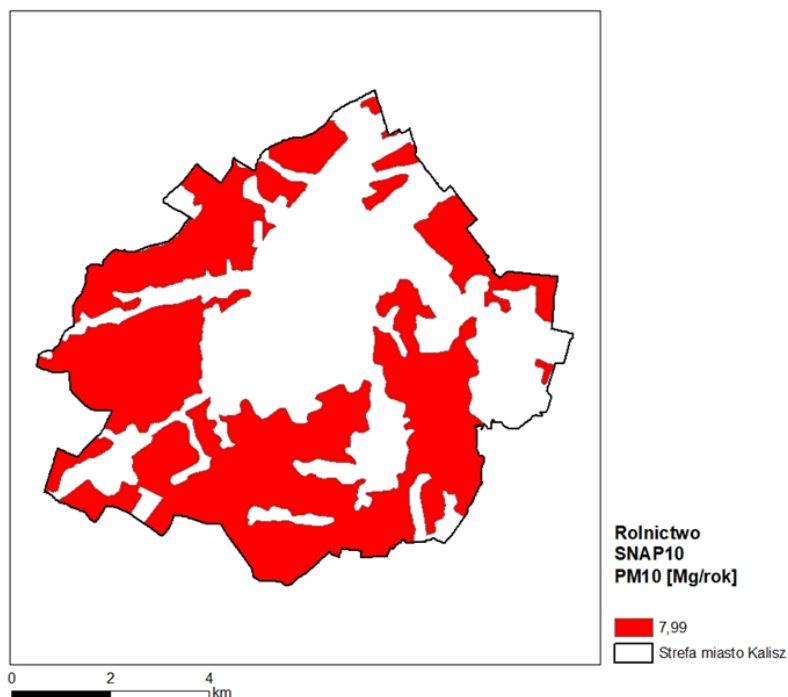 Rolnictwo
SNAP10
PM10 [Mg/rok]
7,99
Strefa miasto Kalisz
0 2 4
km